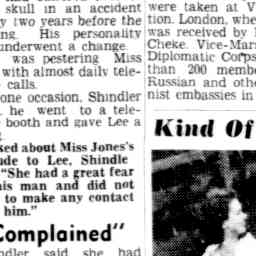 skull in an accident
y two years before the
ng. His personality
underwent a change.
was pestering Miss
with almost daily tele-
calls.
one occasion, Shindler
he went to a tele-
booth and gave Lee a
ked about Miss Jones's
ude to Lee, Shindle
"She had a great fear
his man and did not
to make any contact
him."
Complained"
ndler said she had
were taken at V
tion. London, whe
was received by
Cheke. Vice-Mar
Diplomatic Corps
than 200 membe
Russian and othe
nist embassies in
Kind Of